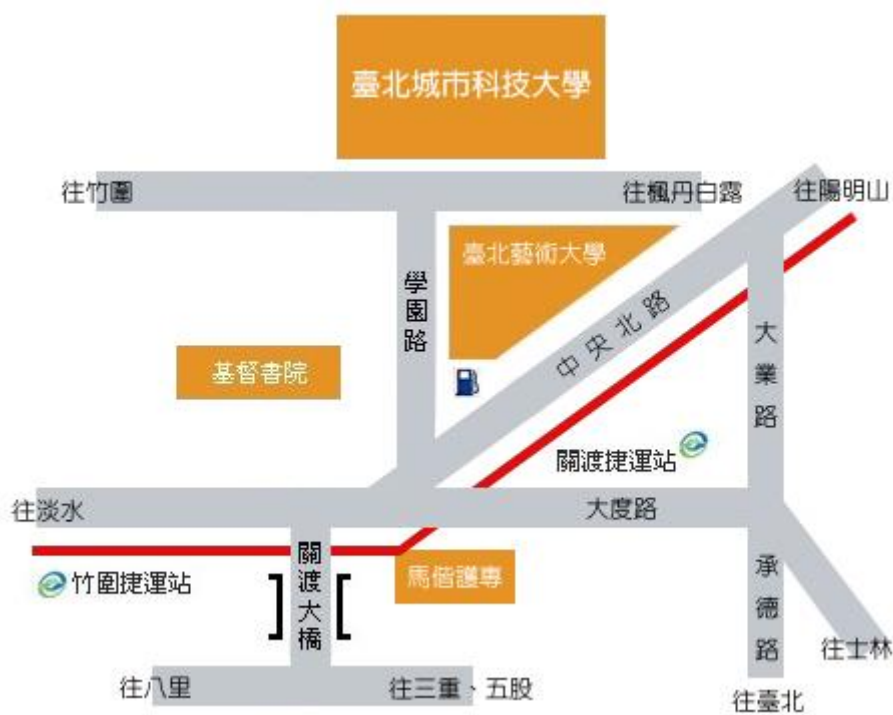 臺北城市科技大學
往竹圍
往楓丹白露
往陽明山
臺北藝術大學
學園路
中央北路
大業路
基督書院
關渡捷運站
往淡水
大度路
竹圍捷運站
關渡大橋
馬偕護專
承德路
往八里
往三重、五股
往士林
往臺北